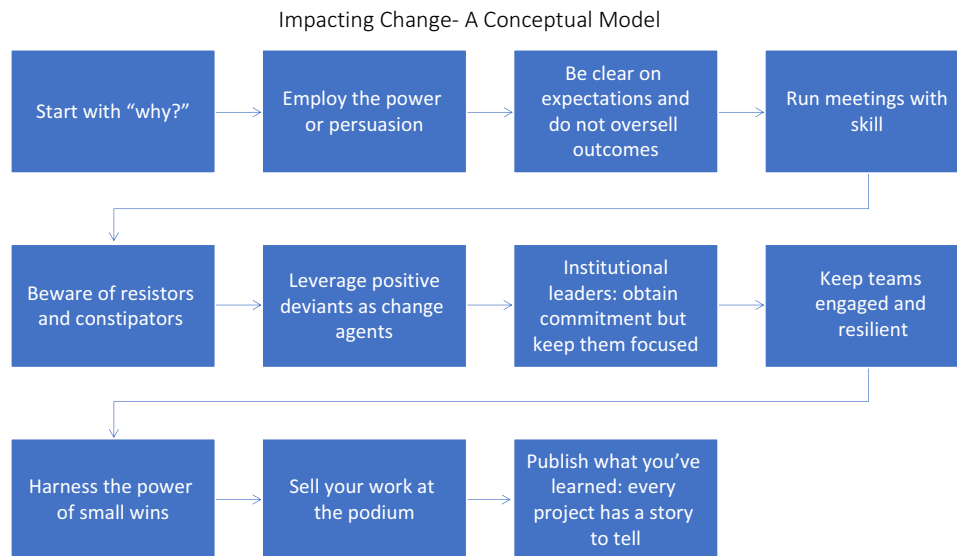 Impacting Change- A Conceptual Model
Start with “why?”
Employ the power
or persuasion
Be clear on
expectations and
do not oversell
outcomes
Run meetings with
skill
Beware of resistors
and constipators
Leverage positive
deviants as change
agents
Institutional
leaders: obtain
commitment but
keep them focused
Keep teams
engaged and
resilient
Harness the power
of small wins
Sell your work at
the podium
Publish what you’ve
learned: every
project has a story
to tell